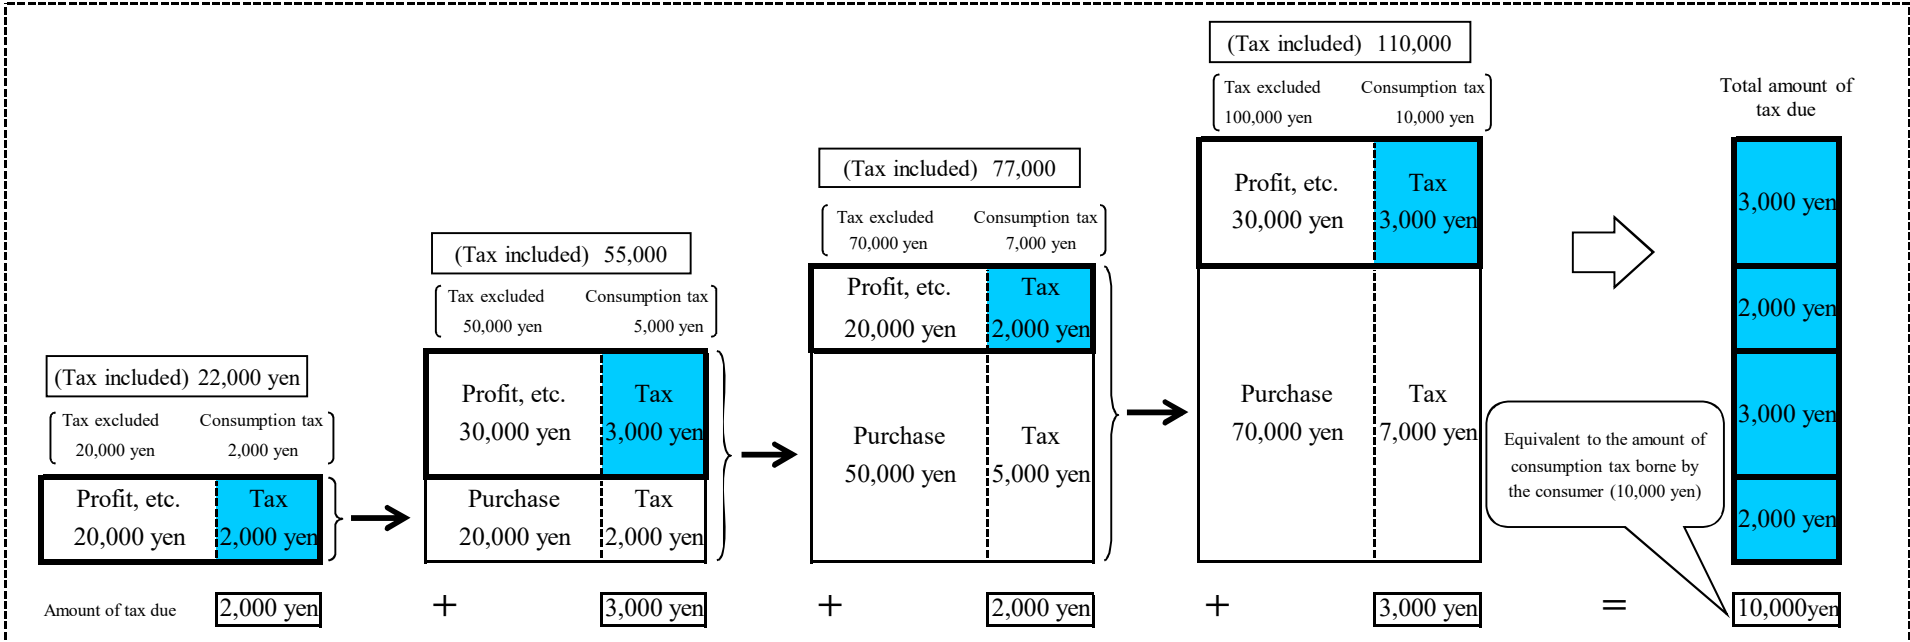 (Tax included) 22,000 yen
Tax excluded Consumption tax
20,000 yen 2,000 yen
Profit, etc. Tax
20,000 yen 2,000 yen
(Tax included) 55,000
Tax excluded Consumption tax
50,000 yen 5,000 yen
Profit, etc. Tax
30,000 yen 3,000 yen
Purchase Tax
20,000 yen 2,000 yen
(Tax included) 77,000
Tax excluded Consumption tax
70,000 yen 7,000 yen
Profit, etc. Tax
20,000 yen 2,000 yen
Purchase Tax
50,000 yen 5,000 yen
(Tax included) 110,000
Tax excluded Consumption tax
100,000 yen 10,000 yen
Profit, etc. Tax
30,000 yen 3,000 yen
Purchase Tax
70,000 yen 7,000 yen
Total amount of
tax due
3,000 yen
2,000 yen
3,000 yen
2,000 yen
Equivalent to the amount of
consumption tax borne by
the consumer (10,000 yen)
Amount of tax due 2,000 yen + 3,000 yen + 2,000 yen + 3,000 yen = 10,000yen